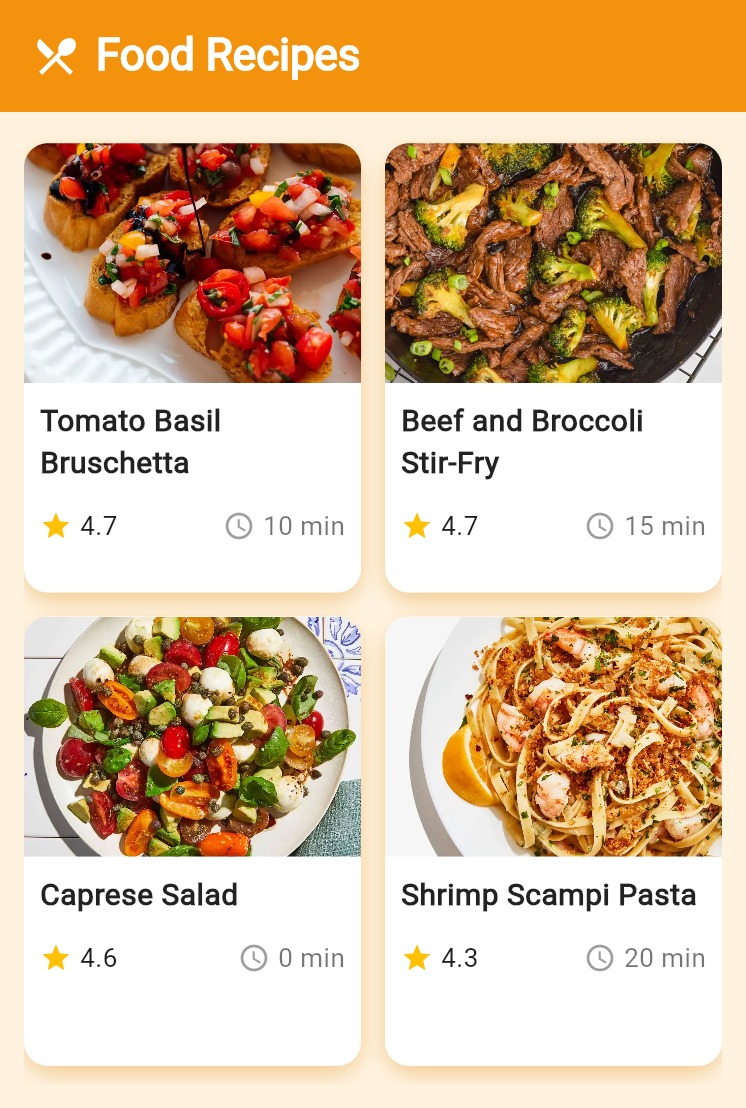 Food Recipes
Tomato Basil
Bruschetta
4.7
10 min
Beef and Broccoli
Stir-Fry
4.7
15 min
Caprese Salad
4.6
0 min
Shrimp Scampi Pasta
4.3
20 min